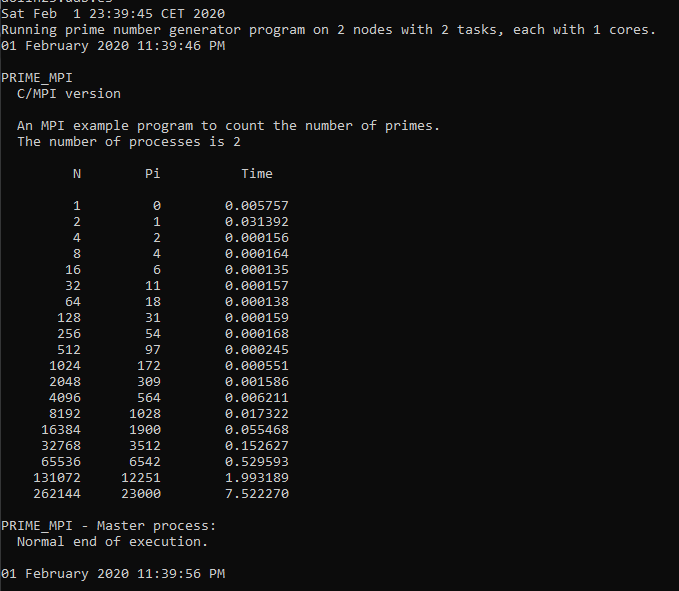 Sat Feb  1 23:39:45 CET 2020
Running prime number generator program on 2 nodes with 2 tasks, each with 1 cores.
01 February 2020 11:39:46 PM

PRIME_MPI
  C/MPI version

  An MPI example program to count the number of primes.
  The number of processes is 2

         N        Pi          Time

         1         0        0.005757
         2         1        0.031392
         4         2        0.000156
         8         4        0.000164
        16         6        0.000135
        32        11        0.000157
        64        18        0.000138
       128        31        0.000159
       256        54        0.000168
       512        97        0.000245
      1024       172        0.000551
      2048       309        0.001586
      4096       564        0.006211
      8192      1028        0.017322
     16384      1900        0.055468
     32768      3512        0.152627
     65536      6542        0.529593
    131072     12251        1.993189
    262144     23000        7.522270

PRIME_MPI - Master process:
  Normal end of execution.

01 February 2020 11:39:56 PM